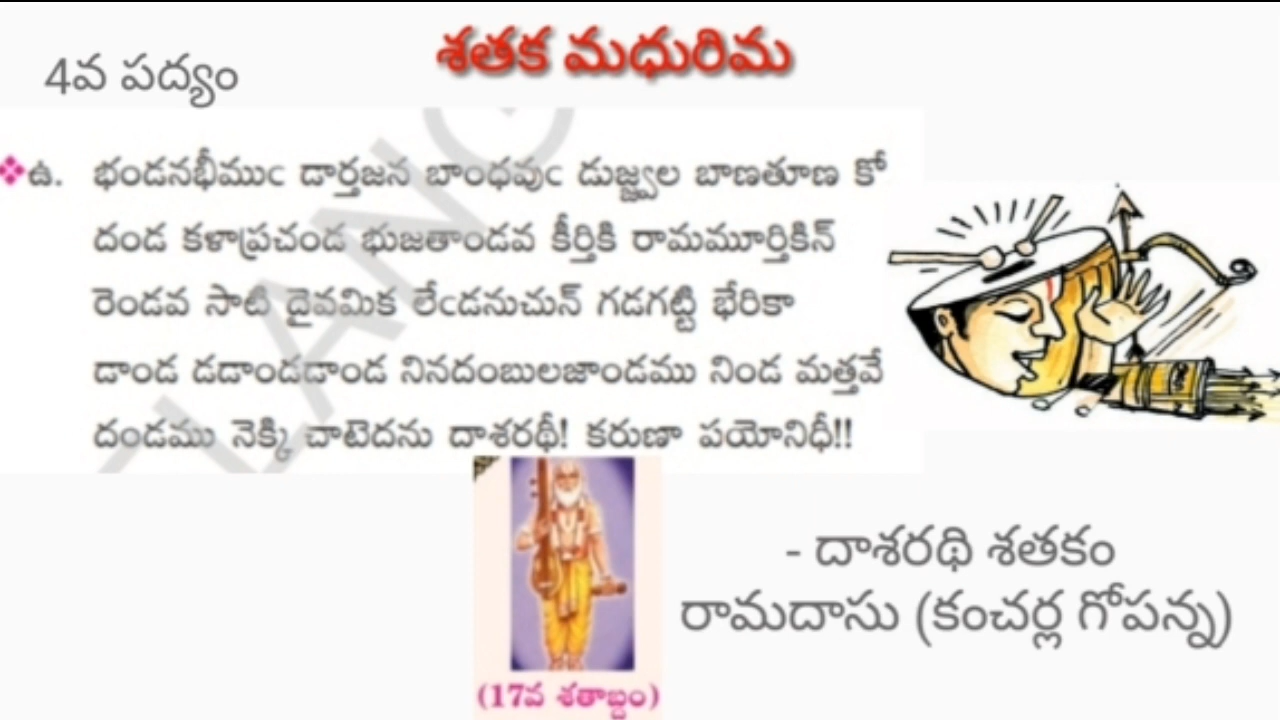 శతక మధురిమ
4వ పద్యం
❖ఉ. భండనభీముఁ డార్తజన బాంధవుఁ డుజ్జ్వల బాణతూణ కో
దండ కళాప్రచండ భుజతాండవ కీర్తికి రామమూర్తికిన్
రెండవ సాటి దైవమిక లేఁడనుచున్ గడగట్టి భేరికా
డాండ డడాండడాండ నినదంబులజాండము నిండ మత్తవే
దండము నెక్కి చాటెదను దాశరథీ! కరుణా పయోనిధీ!!
- దాశరథి శతకం
రామదాసు (కంచర్ల గోపన్న)
(17వ శతాబ్దం)